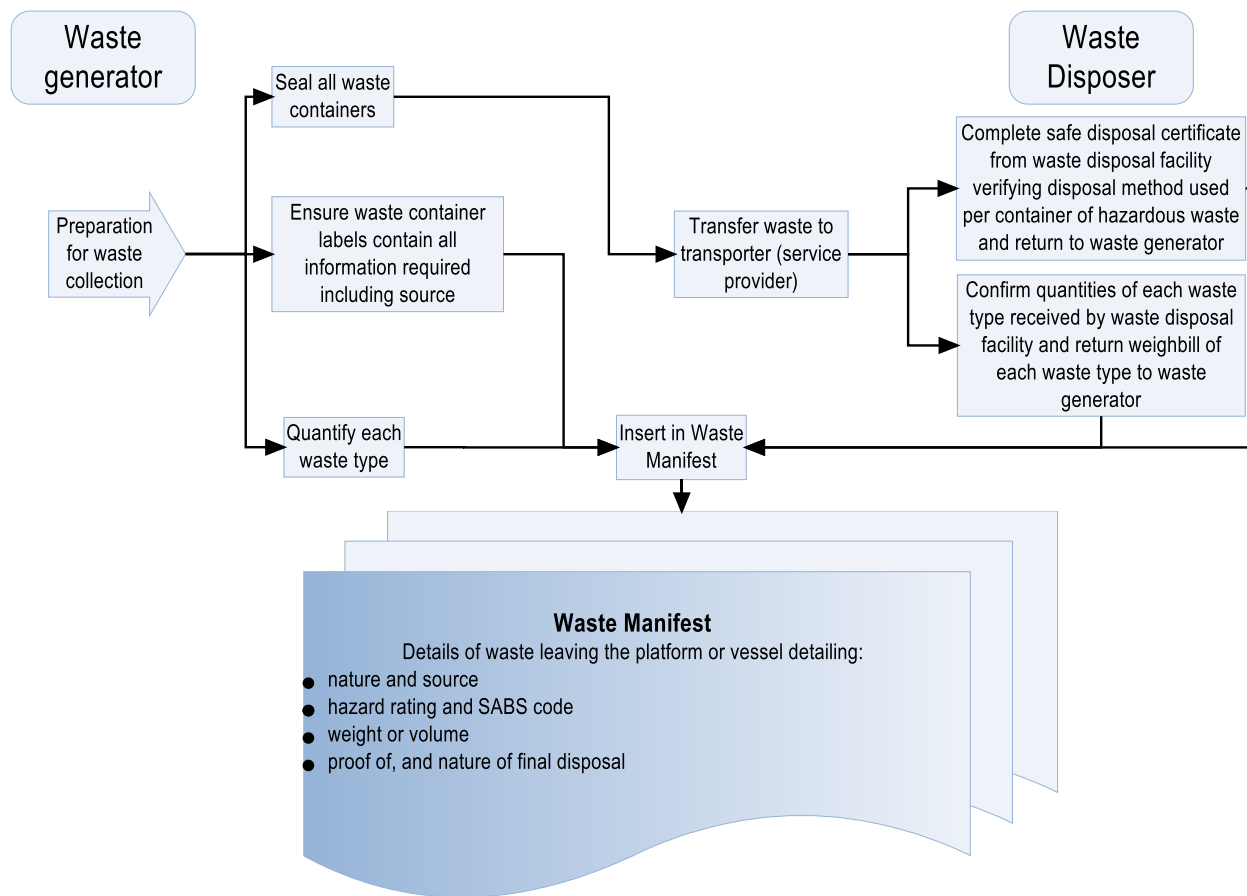 Waste
generator
Waste
Disposer
Seal all waste
containers
Complete safe disposal certificate
from waste disposal facility
verifying disposal method used
per container of hazardous waste
and return to waste generator
Preparation
for waste
collection
Ensure waste container
labels contain all
information required
including source
Transfer waste to
transporter (service
provider)
Confirm quantities of each waste
type received by waste disposal
facility and return weighbill of
each waste type to waste
generator
Quantify each
waste type
Insert in Waste
Manifest
Waste Manifest
Details of waste leaving the platform or vessel detailing:
● nature and source
● hazard rating and SABS code
● weight or volume
● proof of, and nature of final disposal